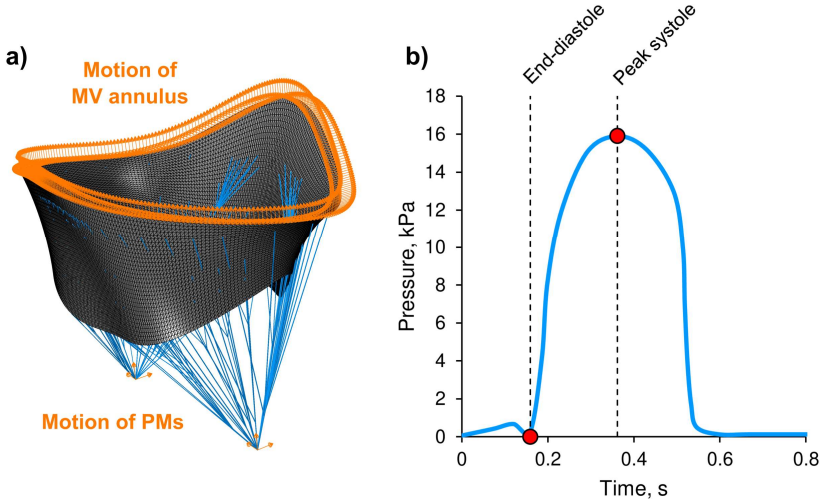 a)
Motion of
MV annulus
Motion of PMs
b)
End-diastole
Peak systole
Pressure, kPa
18
16
14
12
10
8
6
4
2
0
0
0.2
0.4
0.6
0.8
Time, s